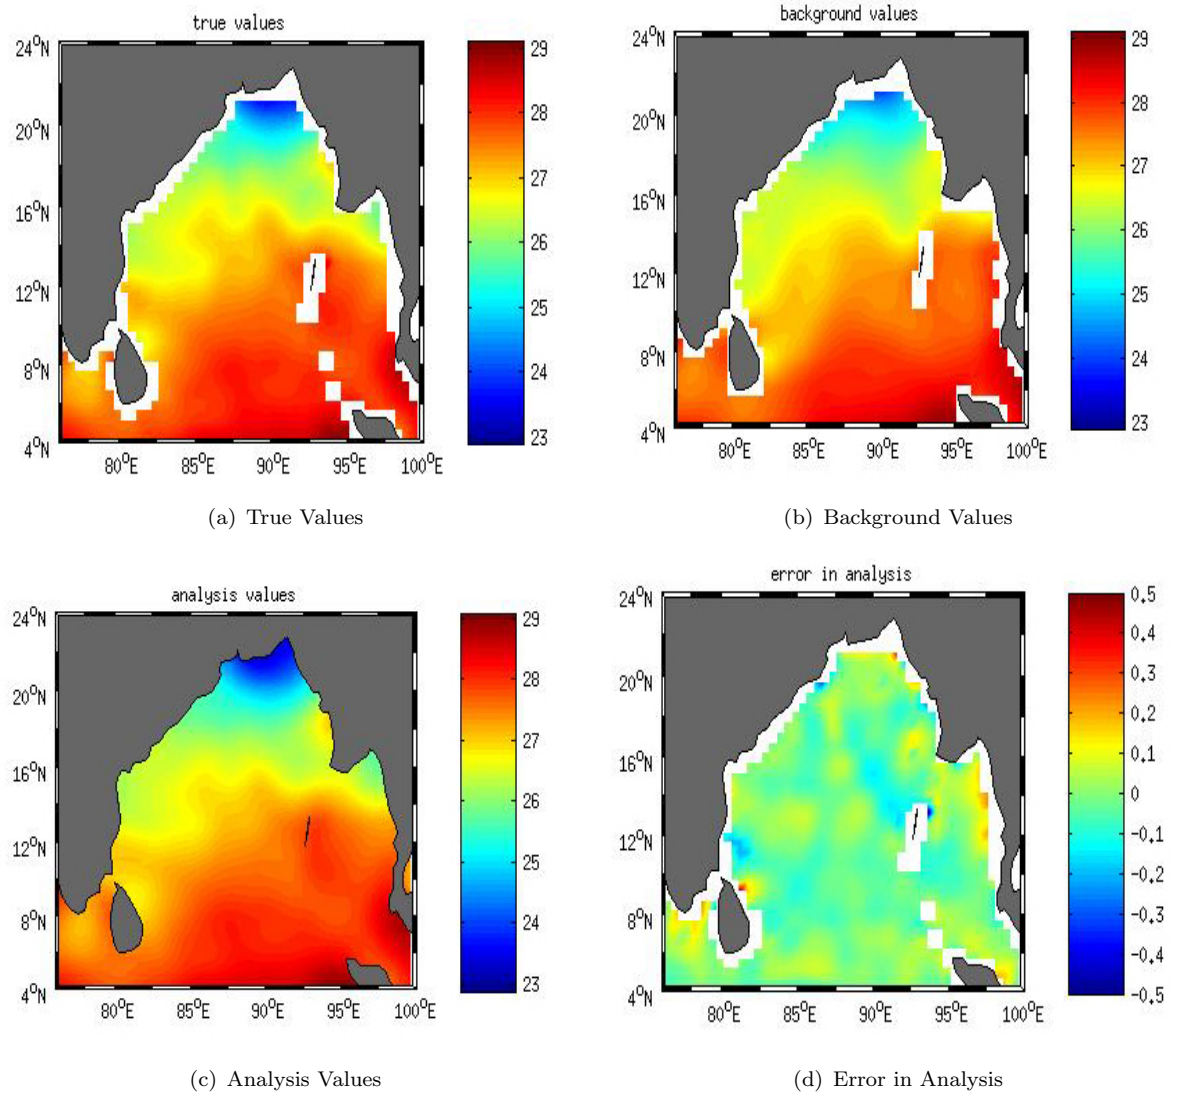 true values
24°N
20°N
16°N
12°N
8°N
4°N
80°E 85°E 90°E 95°E 100°E
29
28
27
26
25
24
23
(a) True Values
background values
24°N
20°N
16°N
12°N
8°N
4°N
80°E 85°E 90°E 95°E 100°E
29
28
27
26
25
24
23
(b) Background Values
analysis values
24°N
20°N
16°N
12°N
8°N
4°N
80°E 85°E 90°E 95°E 100°E
29
28
27
26
25
24
23
(c) Analysis Values
error in analysis
24°N
20°N
16°N
12°N
8°N
4°N
80°E 85°E 90°E 95°E 100°E
0.5
0.4
0.3
0.2
0.1
0
-0.1
-0.2
-0.3
-0.4
-0.5
(d) Error in Analysis